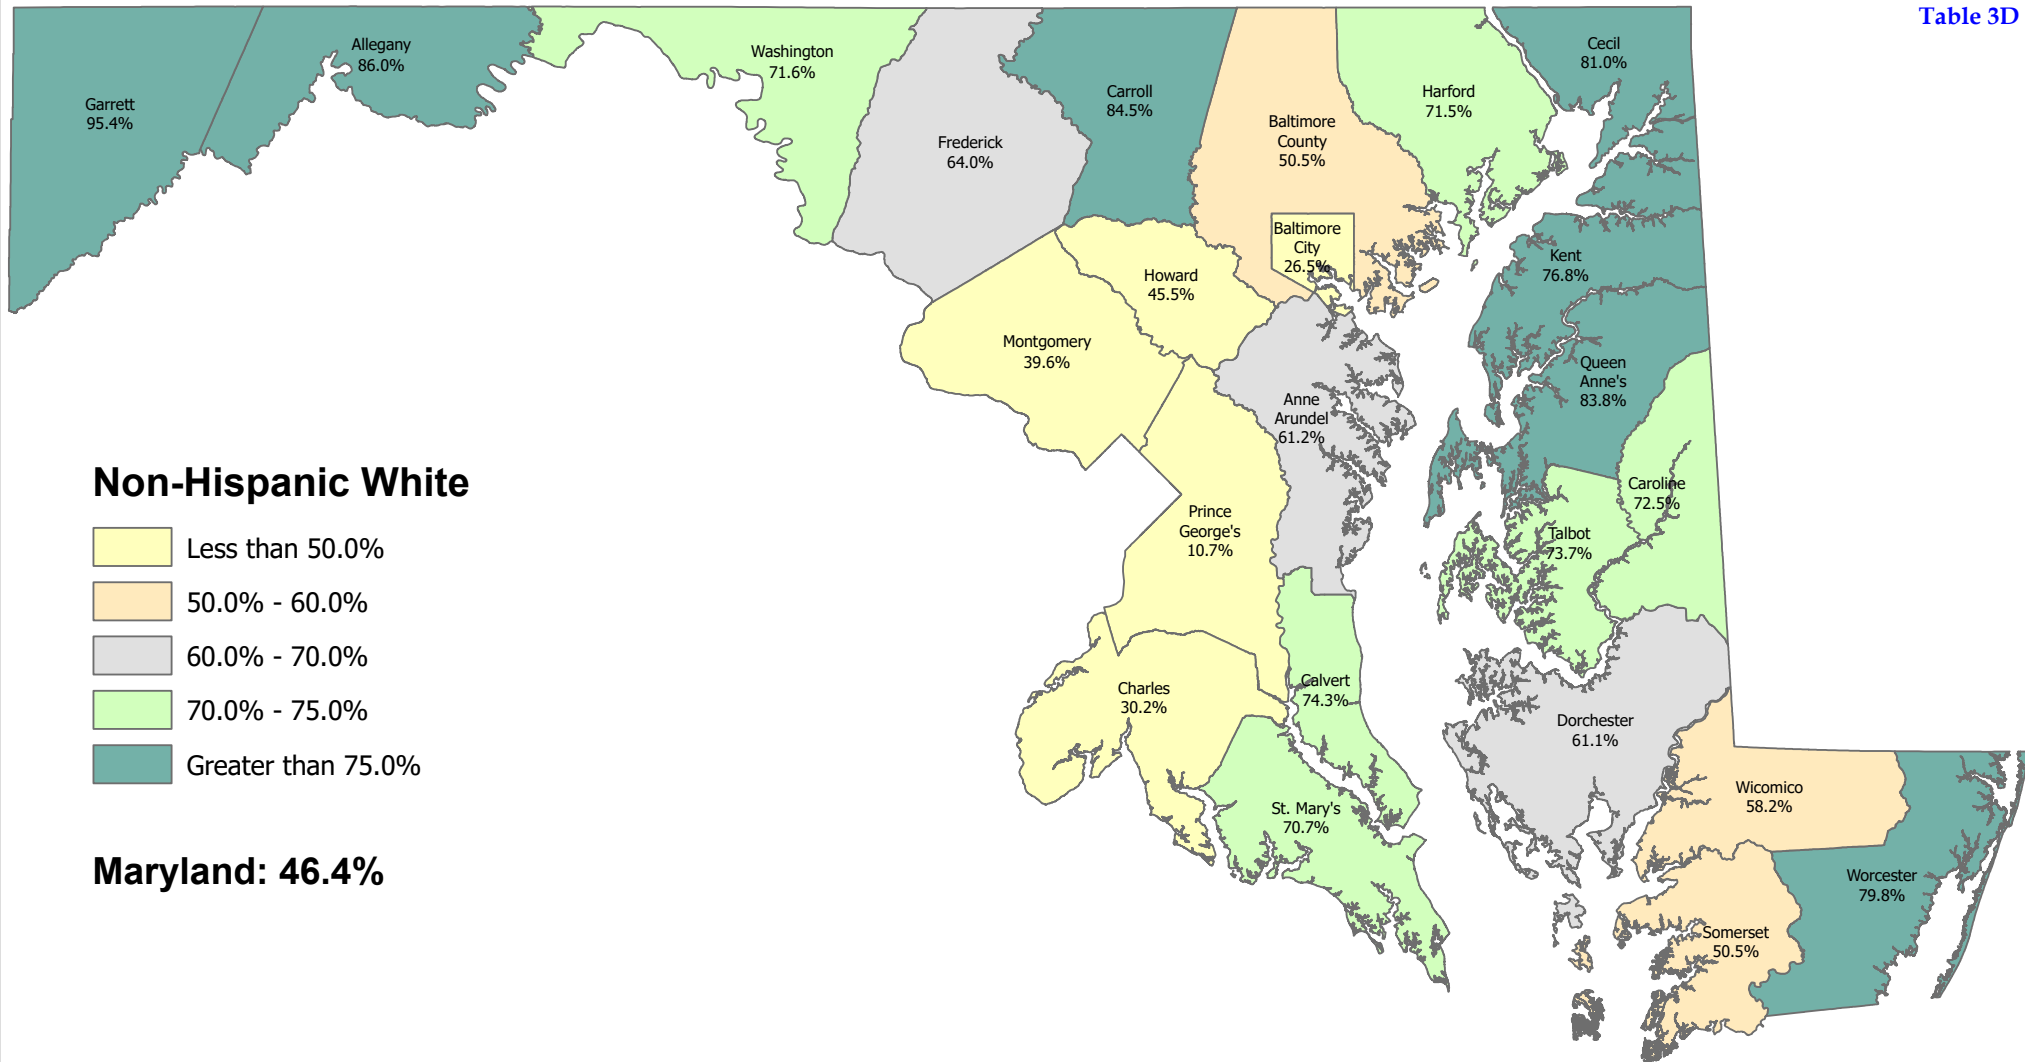 Table 3D
Garrett
95.4%
Allegany
86.0%
Washington
71.6%
Frederick
64.0%
Carroll
84.5%
Baltimore
County
50.5%
Harford
71.5%
Cecil
81.0%
Baltimore
City
26.5%
Howard
45.5%
Montgomery
39.6%
Kent
76.8%
Queen
Anne's
83.8%
Anne
Arundel
61.2%
Prince
George's
10.7%
Caroline
72.5%
Talbot
73.7%
Calvert
74.3%
Charles
30.2%
Dorchester
61.1%
St. Mary's
70.7%
Wicomico
58.2%
Worcester
79.8%
Somerset
50.5%
Non-Hispanic White
Less than 50.0%
50.0% - 60.0%
60.0% - 70.0%
70.0% - 75.0%
Greater than 75.0%
Maryland: 46.4%